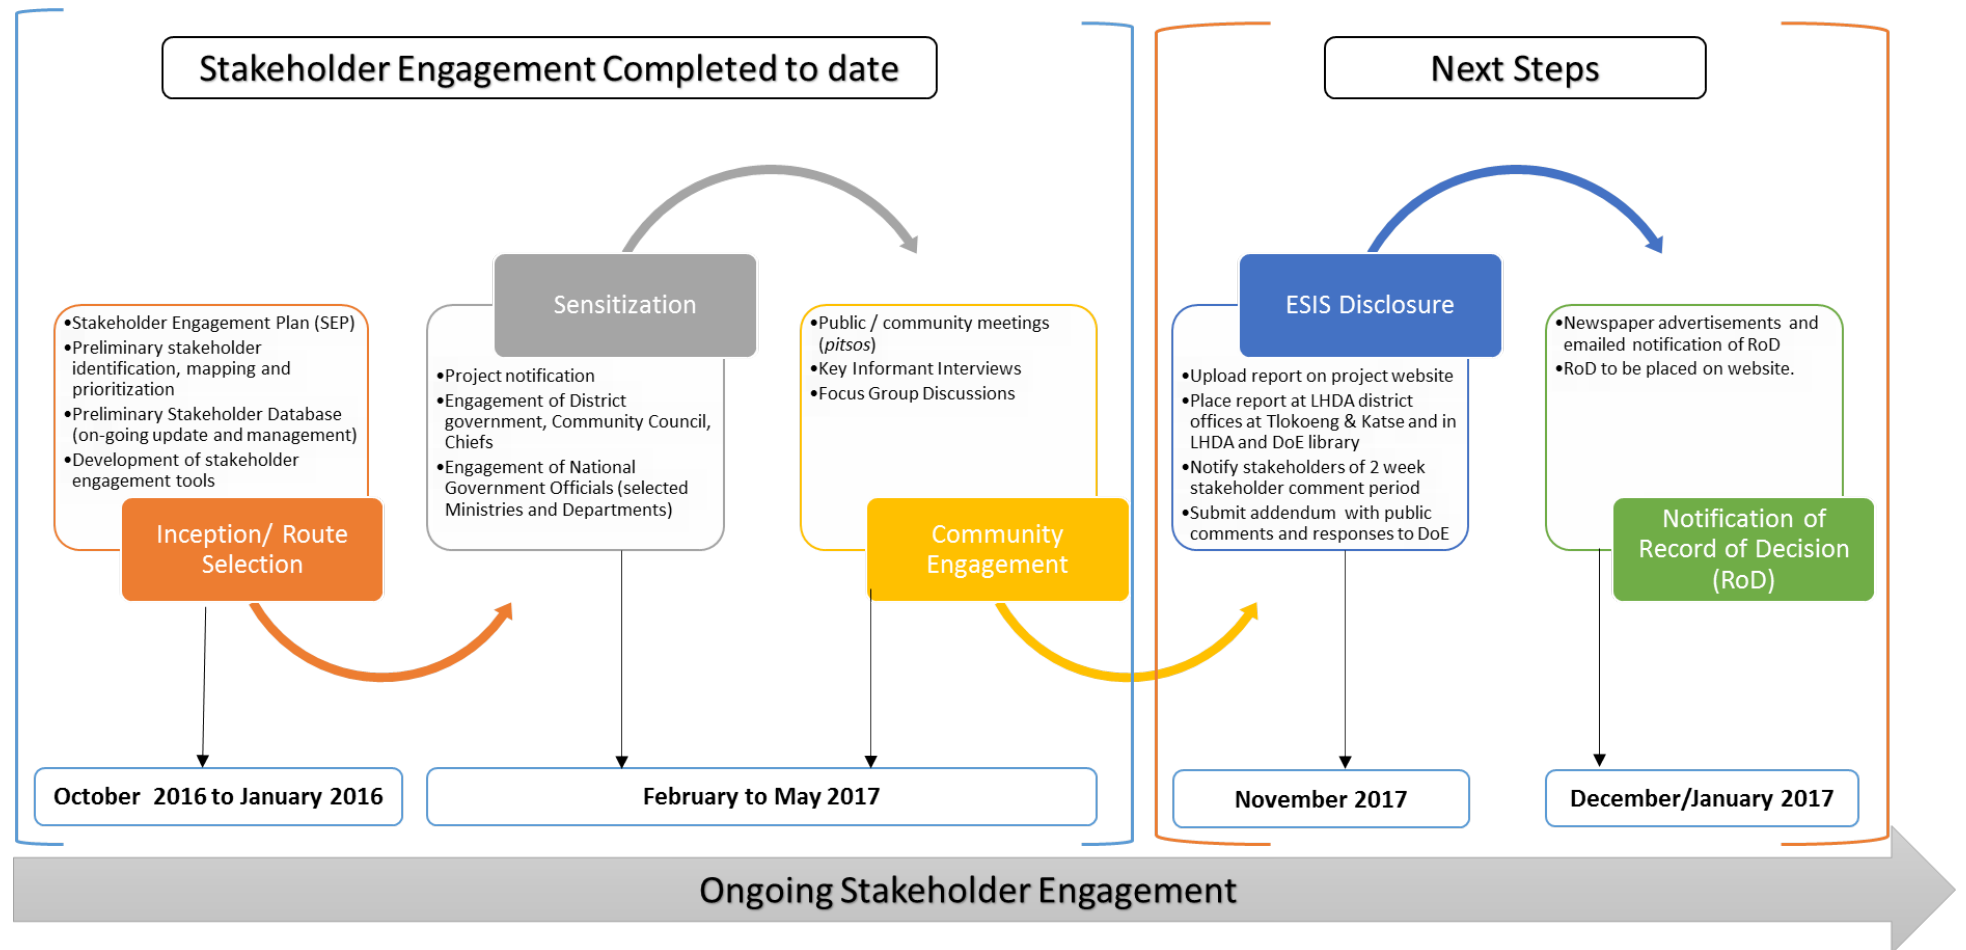 Stakeholder Engagement Completed to date
Next Steps
•Stakeholder Engagement Plan (SEP)
•Preliminary stakeholder
identification, mapping and
prioritization
•Preliminary Stakeholder Database
(on-going update and management)
•Development of stakeholder
engagement tools
Inception/ Route
Selection
Sensitization
•Project notification
•Engagement of District
government, Community Council,
Chiefs
•Engagement of National
Government Officials (selected
Ministries and Departments)
•Public / community meetings
(pitsos)
•Key Informant Interviews
•Focus Group Discussions
Community
Engagement
ESIS Disclosure
•Upload report on project website
•Place report at LHDA district
offices at Tlokoeng & Katse and in
LHDA and DoE library
•Notify stakeholders of 2 week
stakeholder comment period
•Submit addendum with public
comments and responses to DoE
•Newspaper advertisements and
emailed notification of RoD
•RoD to be placed on website.
Notification of
Record of Decision
(RoD)
October 2016 to January 2016
February to May 2017
November 2017
December/January 2017
Ongoing Stakeholder Engagement